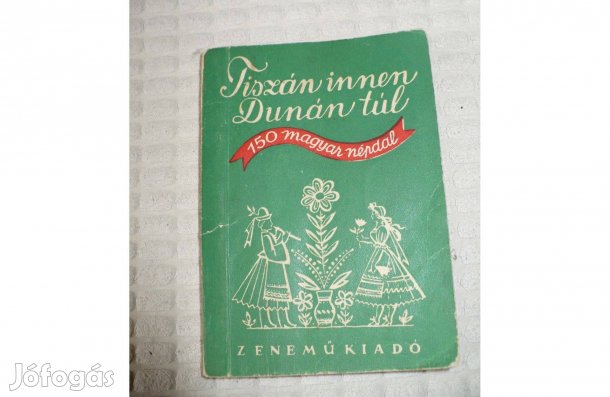 Tiszán innen
Dunán túl
150 magyar népdal
ZENEMŰKIADÓ
Jófogás